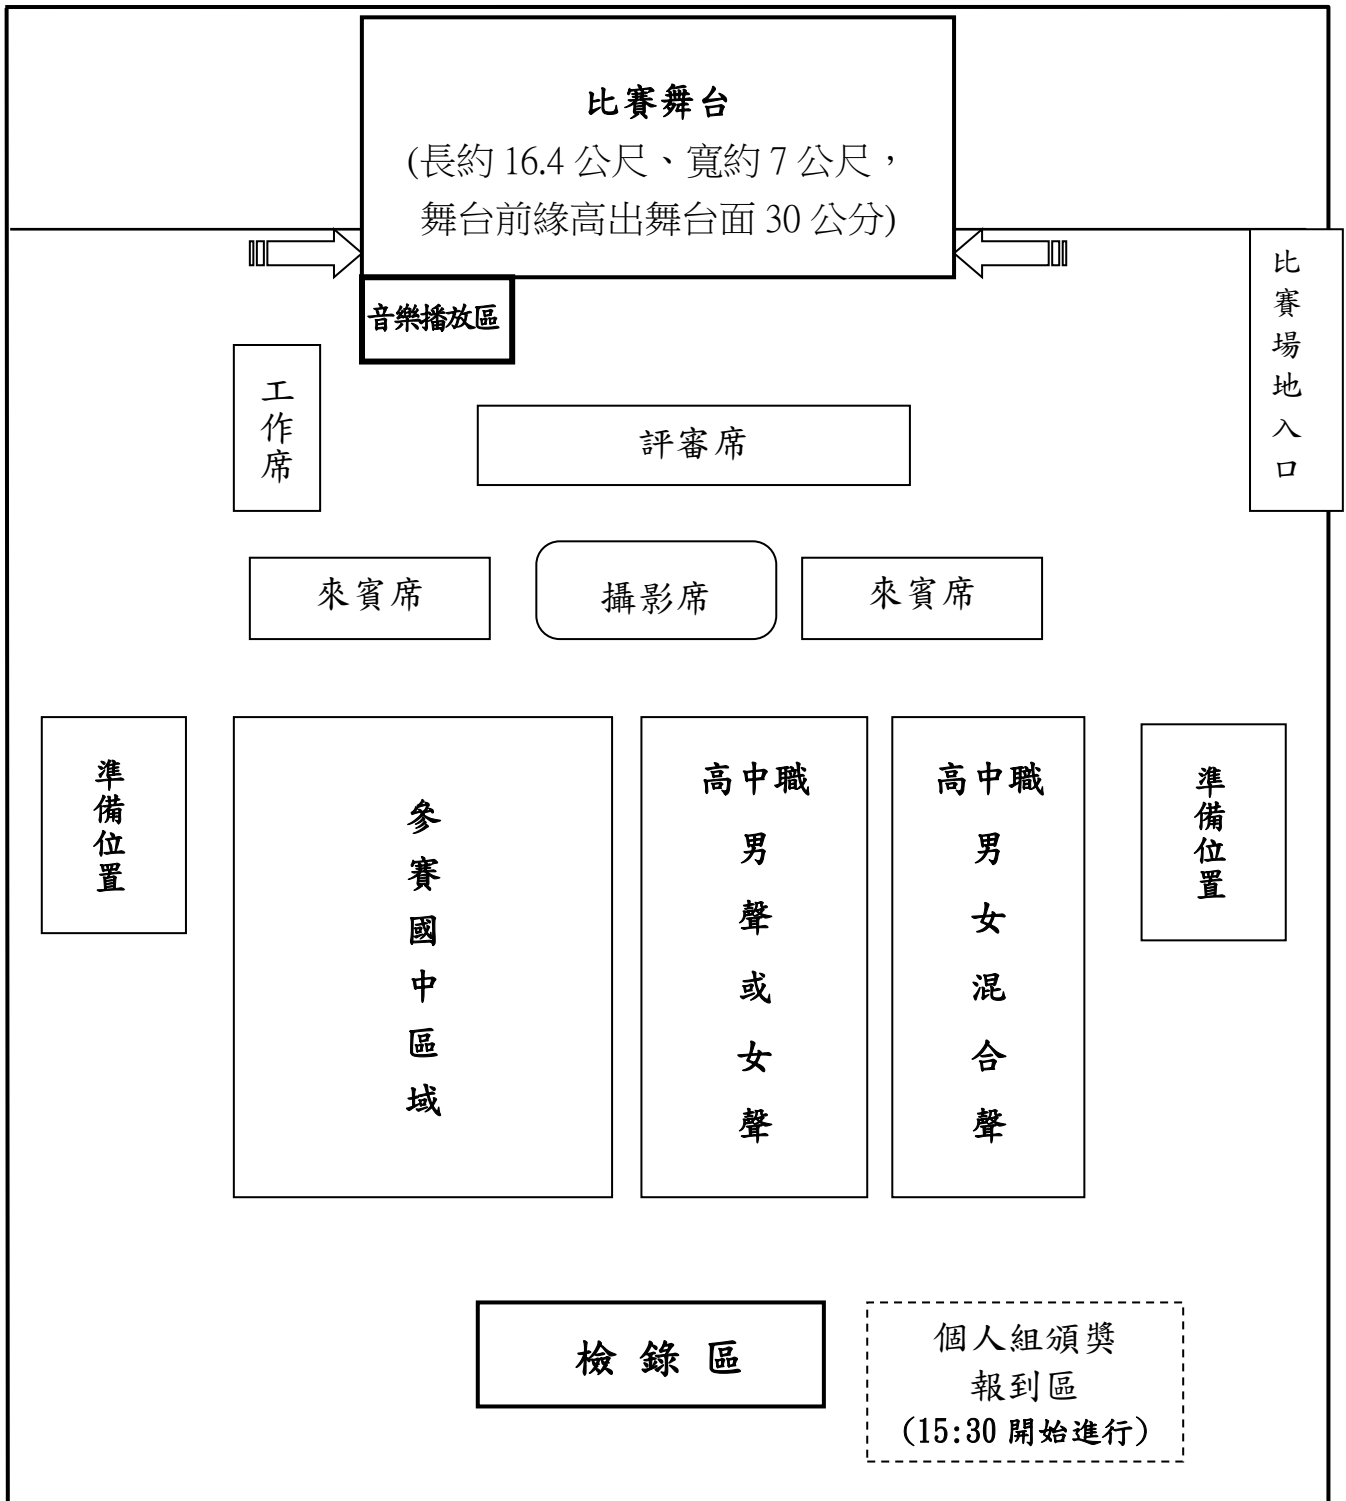 比賽舞台
(長約 16.4 公尺、寬約 7 公尺，
舞台前緣高出舞台面 30 公分)
比賽場地入口
音樂播放區
工作席
評審席
來賓席
攝影席
來賓席
準備位置
參賽國中區域
高中職
男聲或女聲
高中職
男女混合聲
準備位置
檢錄區
個人組頒獎
報到區
(15:30 開始進行)